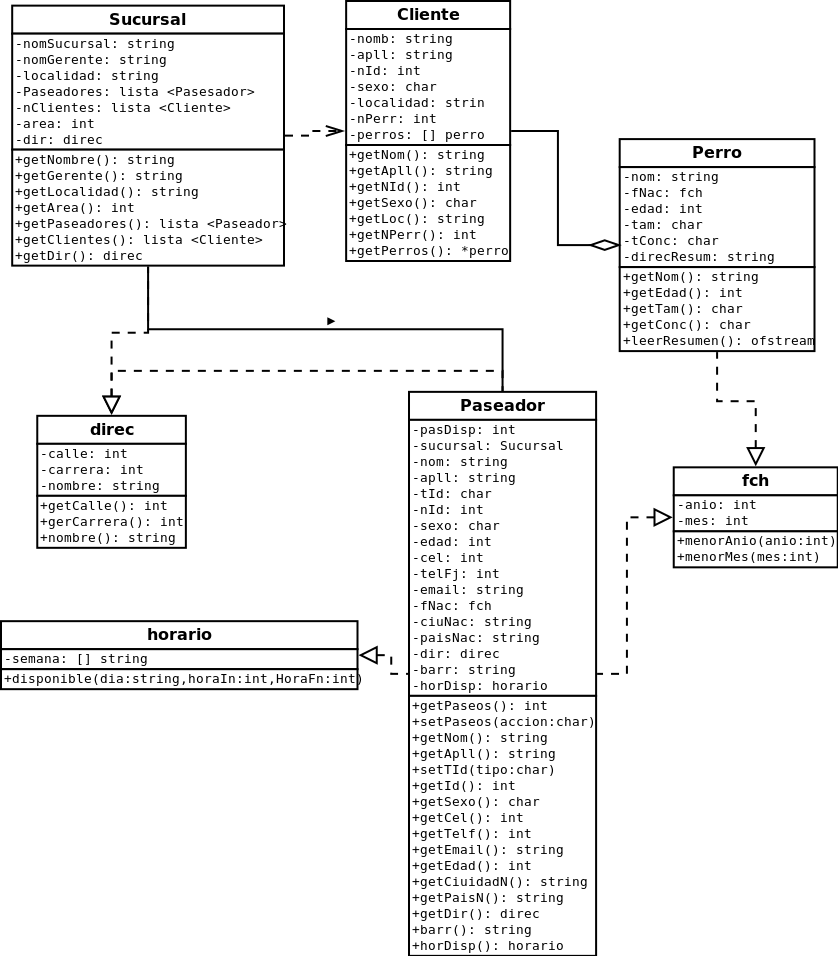 Sucursal
-nomSucursal: string
-nomGerente: string
-localidad: string
-Paseadores: lista <Pasesador>
-nClientes: lista <Cliente>
-area: int
-dir: direc
+getNombre(): string
+getGerente(): string
+getLocalidad(): string
+getArea(): int
+getPaseadores(): lista <Paseador>
+getClientes(): lista <Cliente>
+getDir(): direc
Cliente
-nomb: string
-apll: string
-nId: int
-sexo: char
-localidad: strin
-nPerr: int
-perros: [] perro
+getNom(): string
+getApll(): string
+getNId(): int
+getSexo(): char
+getLoc(): string
+getNPerr(): int
+getPerros(): *perro
Perro
-nom: string
-fNac: fch
-edad: int
-tam: char
-tConc: char
-direcResum: string
+getNom(): string
+getEdad(): int
+getTam(): char
+getConc(): char
+leerResumen(): ofstream
direc
-calle: int
-carrera: int
-nombre: string
+getCalle(): int
+gerCarrera(): int
+nombre(): string
Paseador
-pasDisp: int
-sucursal: Sucursal
-nom: string
-apll: string
-tId: char
-nId: int
-sexo: char
-edad: int
-cel: int
-telFj: int
-email: string
-fNac: fch
-ciuNac: string
-paisNac: string
-dir: direc
-barr: string
-horDisp: horario
+getPaseos(): int
+setPaseos(accion:char)
+getNom(): string
+getApll(): string
+setTId(tipo:char)
+getId(): int
+getSexo(): char
+getCel(): int
+getTelf(): int
+getEmail(): string
+getEdad(): int
+getCiuidadN(): string
+getPaisN(): string
+getDir(): direc
+barr(): string
+horDisp(): horario
fch
-anio: int
-mes: int
+menorAnio(anio:int)
+menorMes(mes:int)
horario
-semana: [] string
+disponible(dia:string,horaIn:int,HoraFn:int)